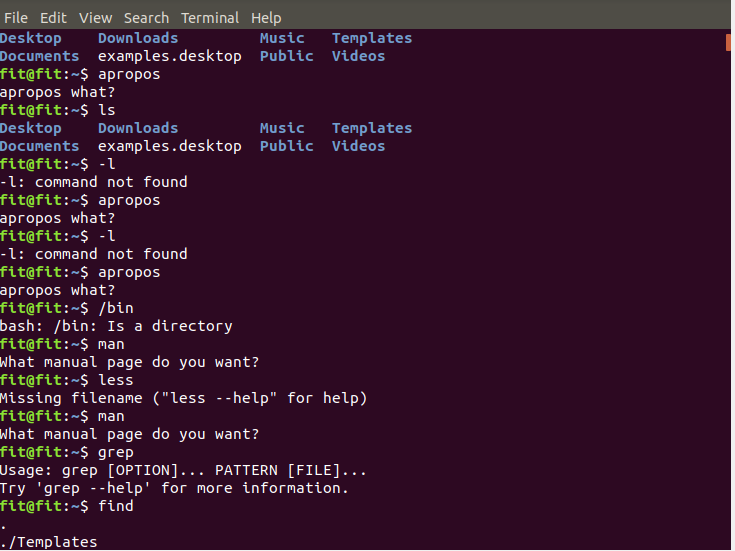 File Edit View Search Terminal Help
Desktop Downloads Music Templates
Documents examples.desktop Public Videos
fit@fit:~$ apropos
apropos what?
fit@fit:~$ ls
Desktop Downloads Music Templates
Documents examples.desktop Public Videos
fit@fit:~$ -l
-l: command not found
fit@fit:~$ apropos
apropos what?
fit@fit:~$ -l
-l: command not found
fit@fit:~$ apropos
apropos what?
fit@fit:~$ /bin
bash: /bin: Is a directory
fit@fit:~$ man
What manual page do you want?
fit@fit:~$ less
Missing filename ("less --help" for help)
fit@fit:~$ man
What manual page do you want?
fit@fit:~$ grep
Usage: grep [OPTION]... PATTERN [FILE]...
Try 'grep --help' for more information.
fit@fit:~$ find
.
./Templates